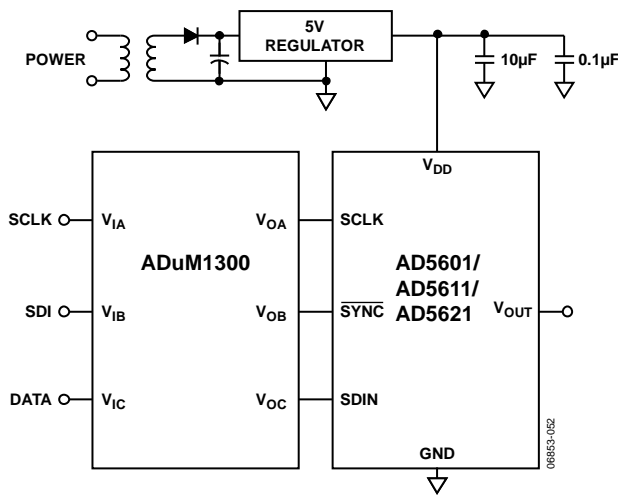 5V
REGULATOR
POWER
10µF
0.1µF
VDD
SCLK
VIA
VOA
SCLK
ADuM1300
AD5601/
AD5611/
AD5621
SDI
VIB
VOB
SYNC
VOUT
DATA
VIC
VOC
SDIN
GND
06853-052